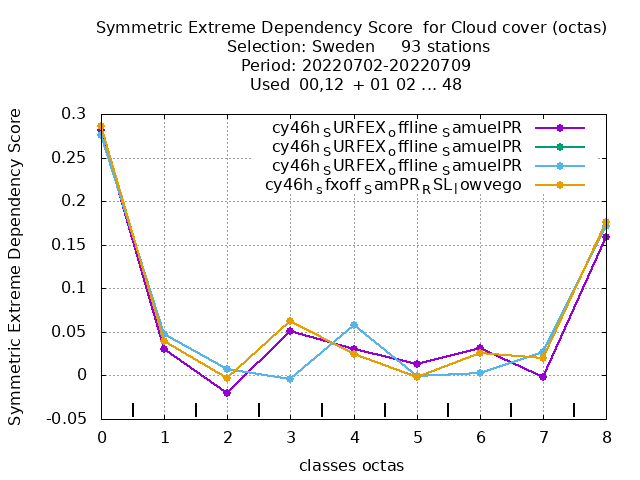 Symmetric Extreme Dependency Score  for Cloud cover (octas)
Selection: Sweden     93 stations
Period: 20220702-20220709
Used  00,12  + 01 02 ... 48
Symmetric Extreme Dependency Score
0.3
0.25
0.2
0.15
0.1
0.05
0
-0.05
cy46h_SURFEX_offline_SamuelPR
cy46h_SURFEX_offline_SamuelPR
cy46h_SURFEX_offline_SamuelPR
cy46h_sfxoff_SamPR_RSL_lowvego
0 1 2 3 4 5 6 7 8
classes octas